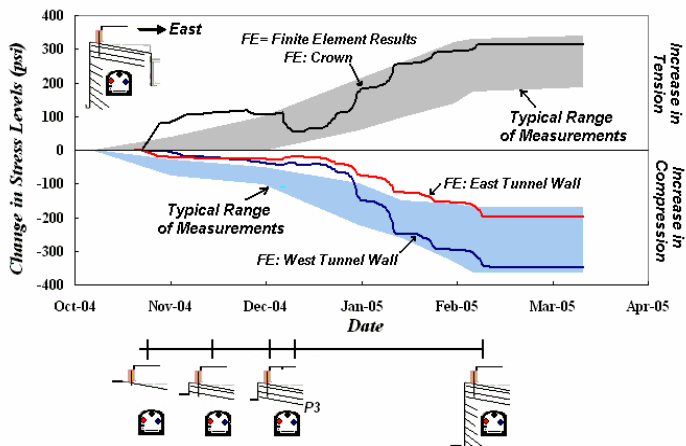 400
300
200
100
0
-100
-200
-300
-400
Change in Stress Levels (psi)
East
FE= Finite Element Results
FE: Crown
Typical Range
of Measurements
Increase in
Tension
Typical Range
of Measurements
FE: East Tunnel Wall
FE: West Tunnel Wall
Increase in
Compression
Oct-04
Nov-04
Dec-04
Jan-05
Feb-05
Mar-05
Apr-05
Date
P3